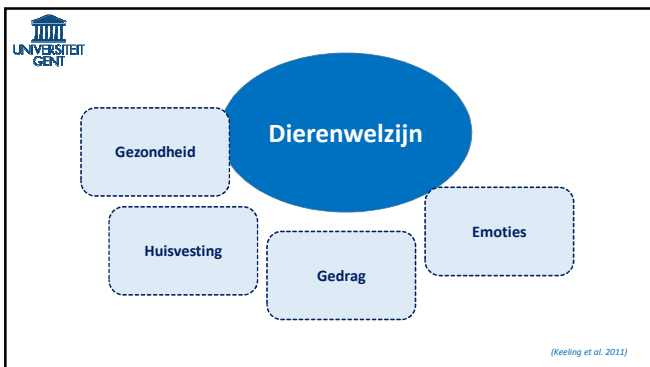 UNIVERSITEIT
GENT
Dierenwelzijn
Gezondheid
Huisvesting
Gedrag
Emoties
(Keeling et al. 2011)